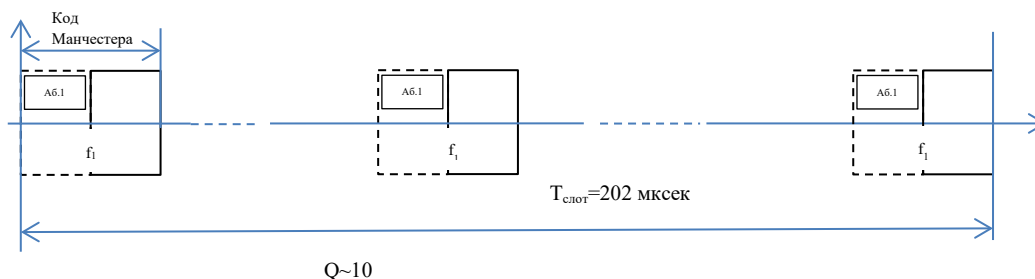 Код
Манчестера
Аб.1
Аб.1
Аб.1
f₁
f₁
f₁
Tслот=202 мксек
Q~10